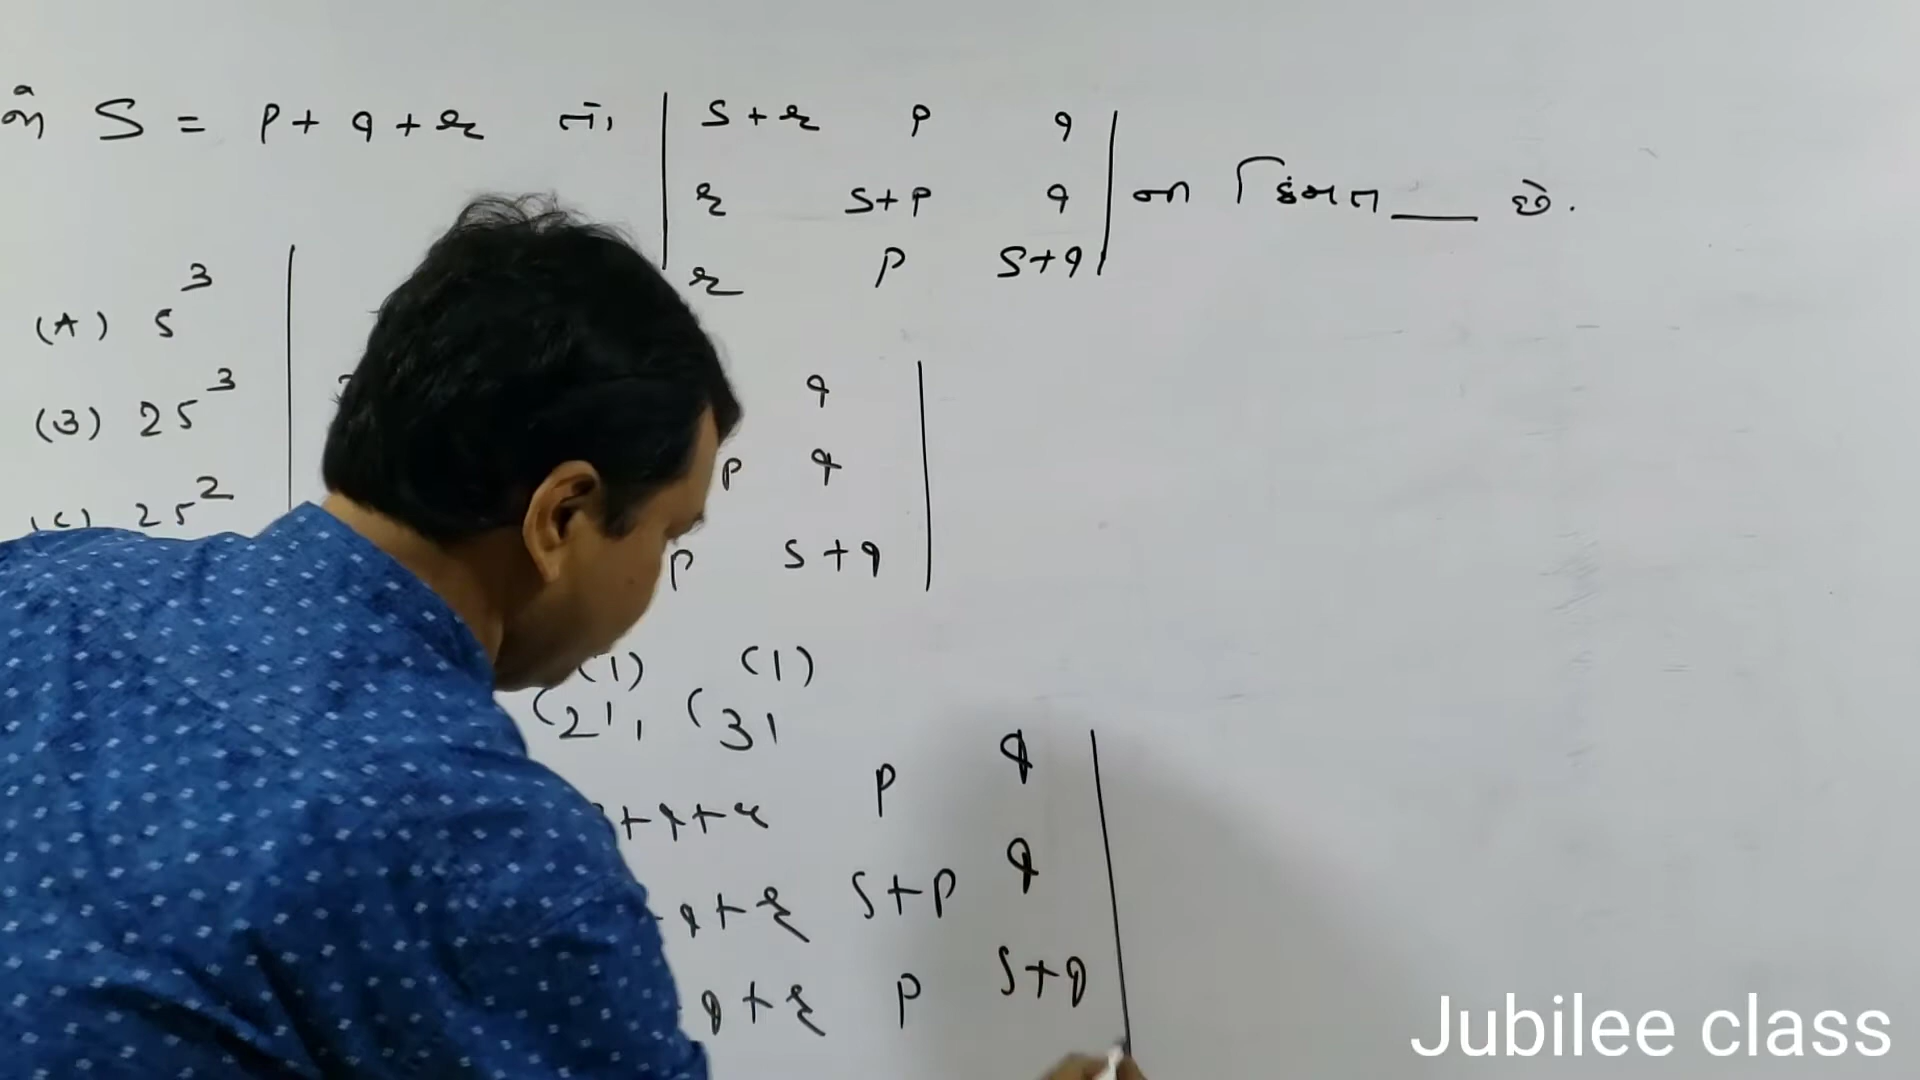 જો S = p + q + r તો, | S + r p q |
| r S + p q | ની કિંમત ___ છે.
| r p S + q |
(A) S³
(B) 2S³
(C) 2S²
q
p q
p S + q
(1) (1)
C21, C31
+ q + r p q
q + r S + p q
q + r p S + q
Jubilee class